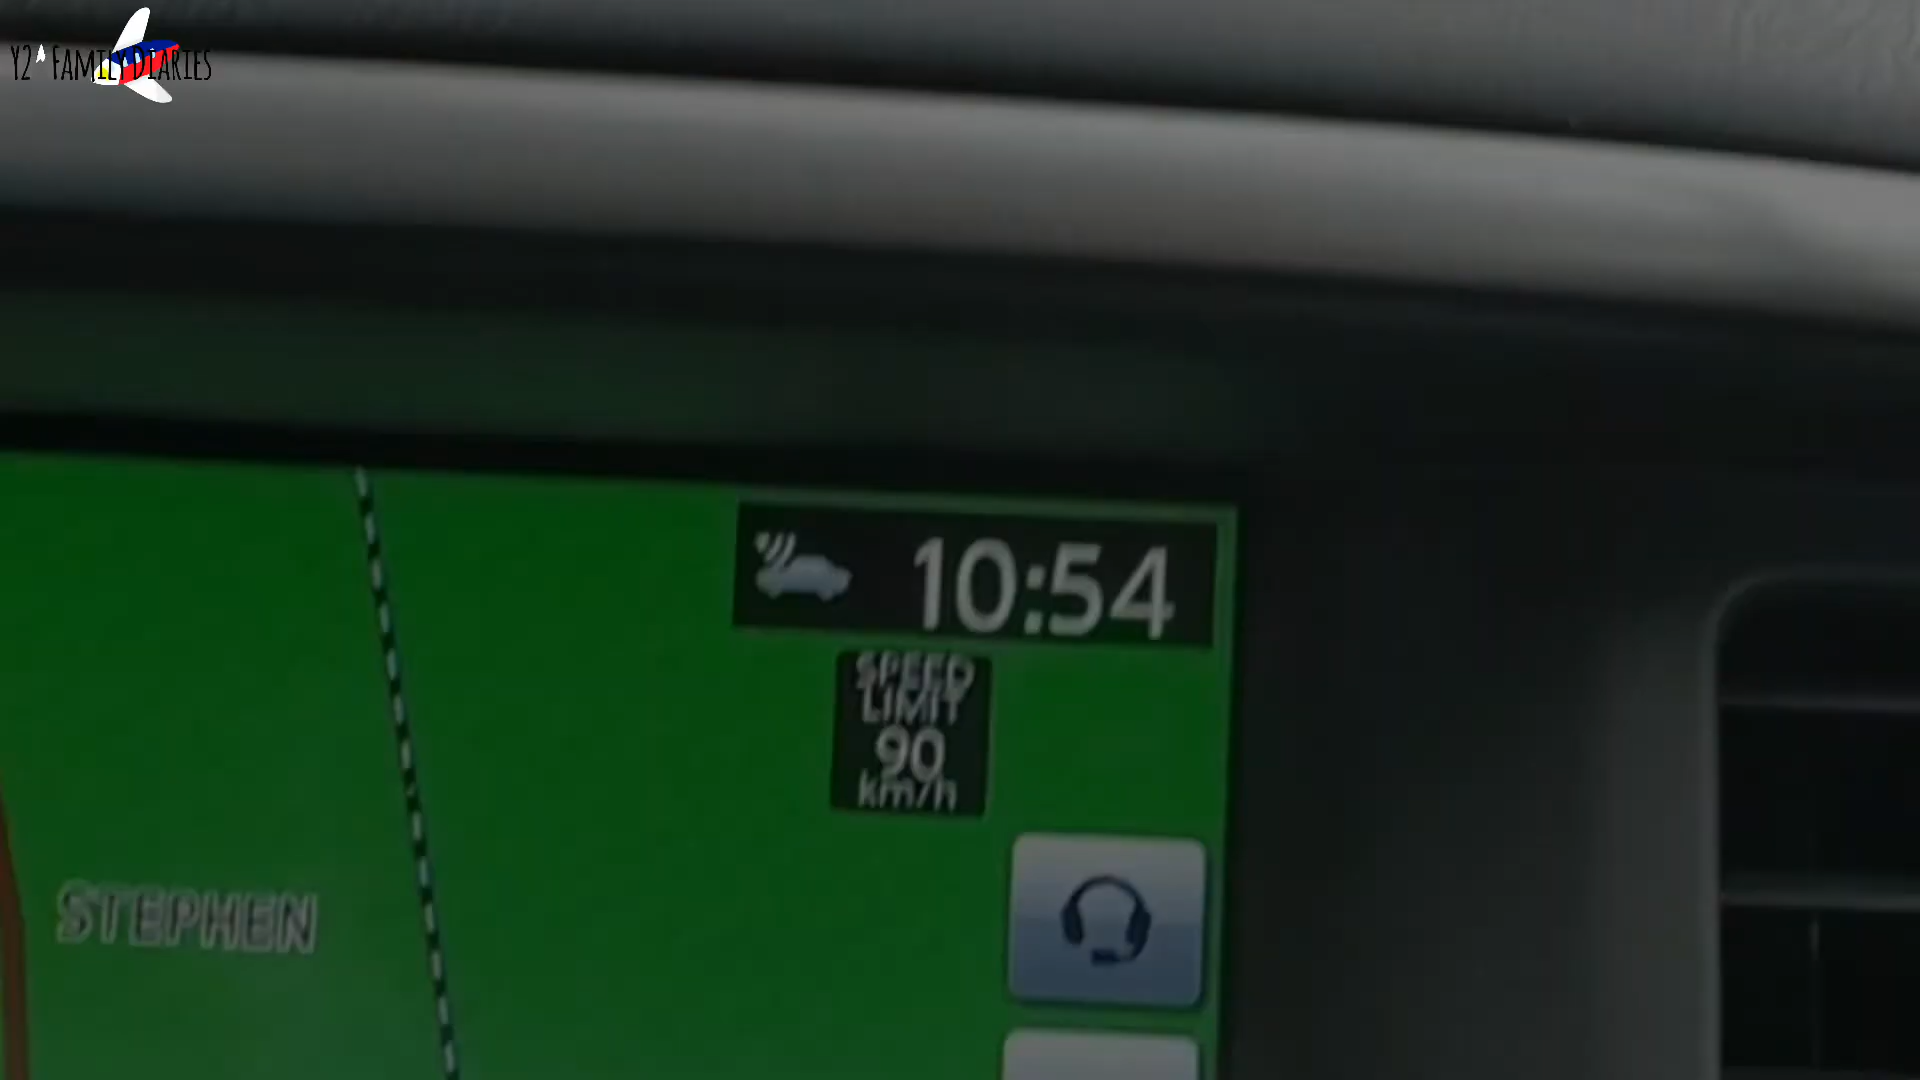 Y2 FAMILY DIARIES
10:54
SPEED
LIMIT
90
km/h
STEPHEN